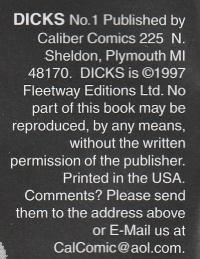 DICKS No.1 Published by
Caliber Comics 225 N.
Sheldon, Plymouth MI
48170. DICKS is ©1997
Fleetway Editions Ltd. No
part of this book may be
reproduced, by any means,
without the written
permission of the publisher.
Printed in the USA.
Comments? Please send
them to the address above
or E-Mail us at
CalComic@aol.com.